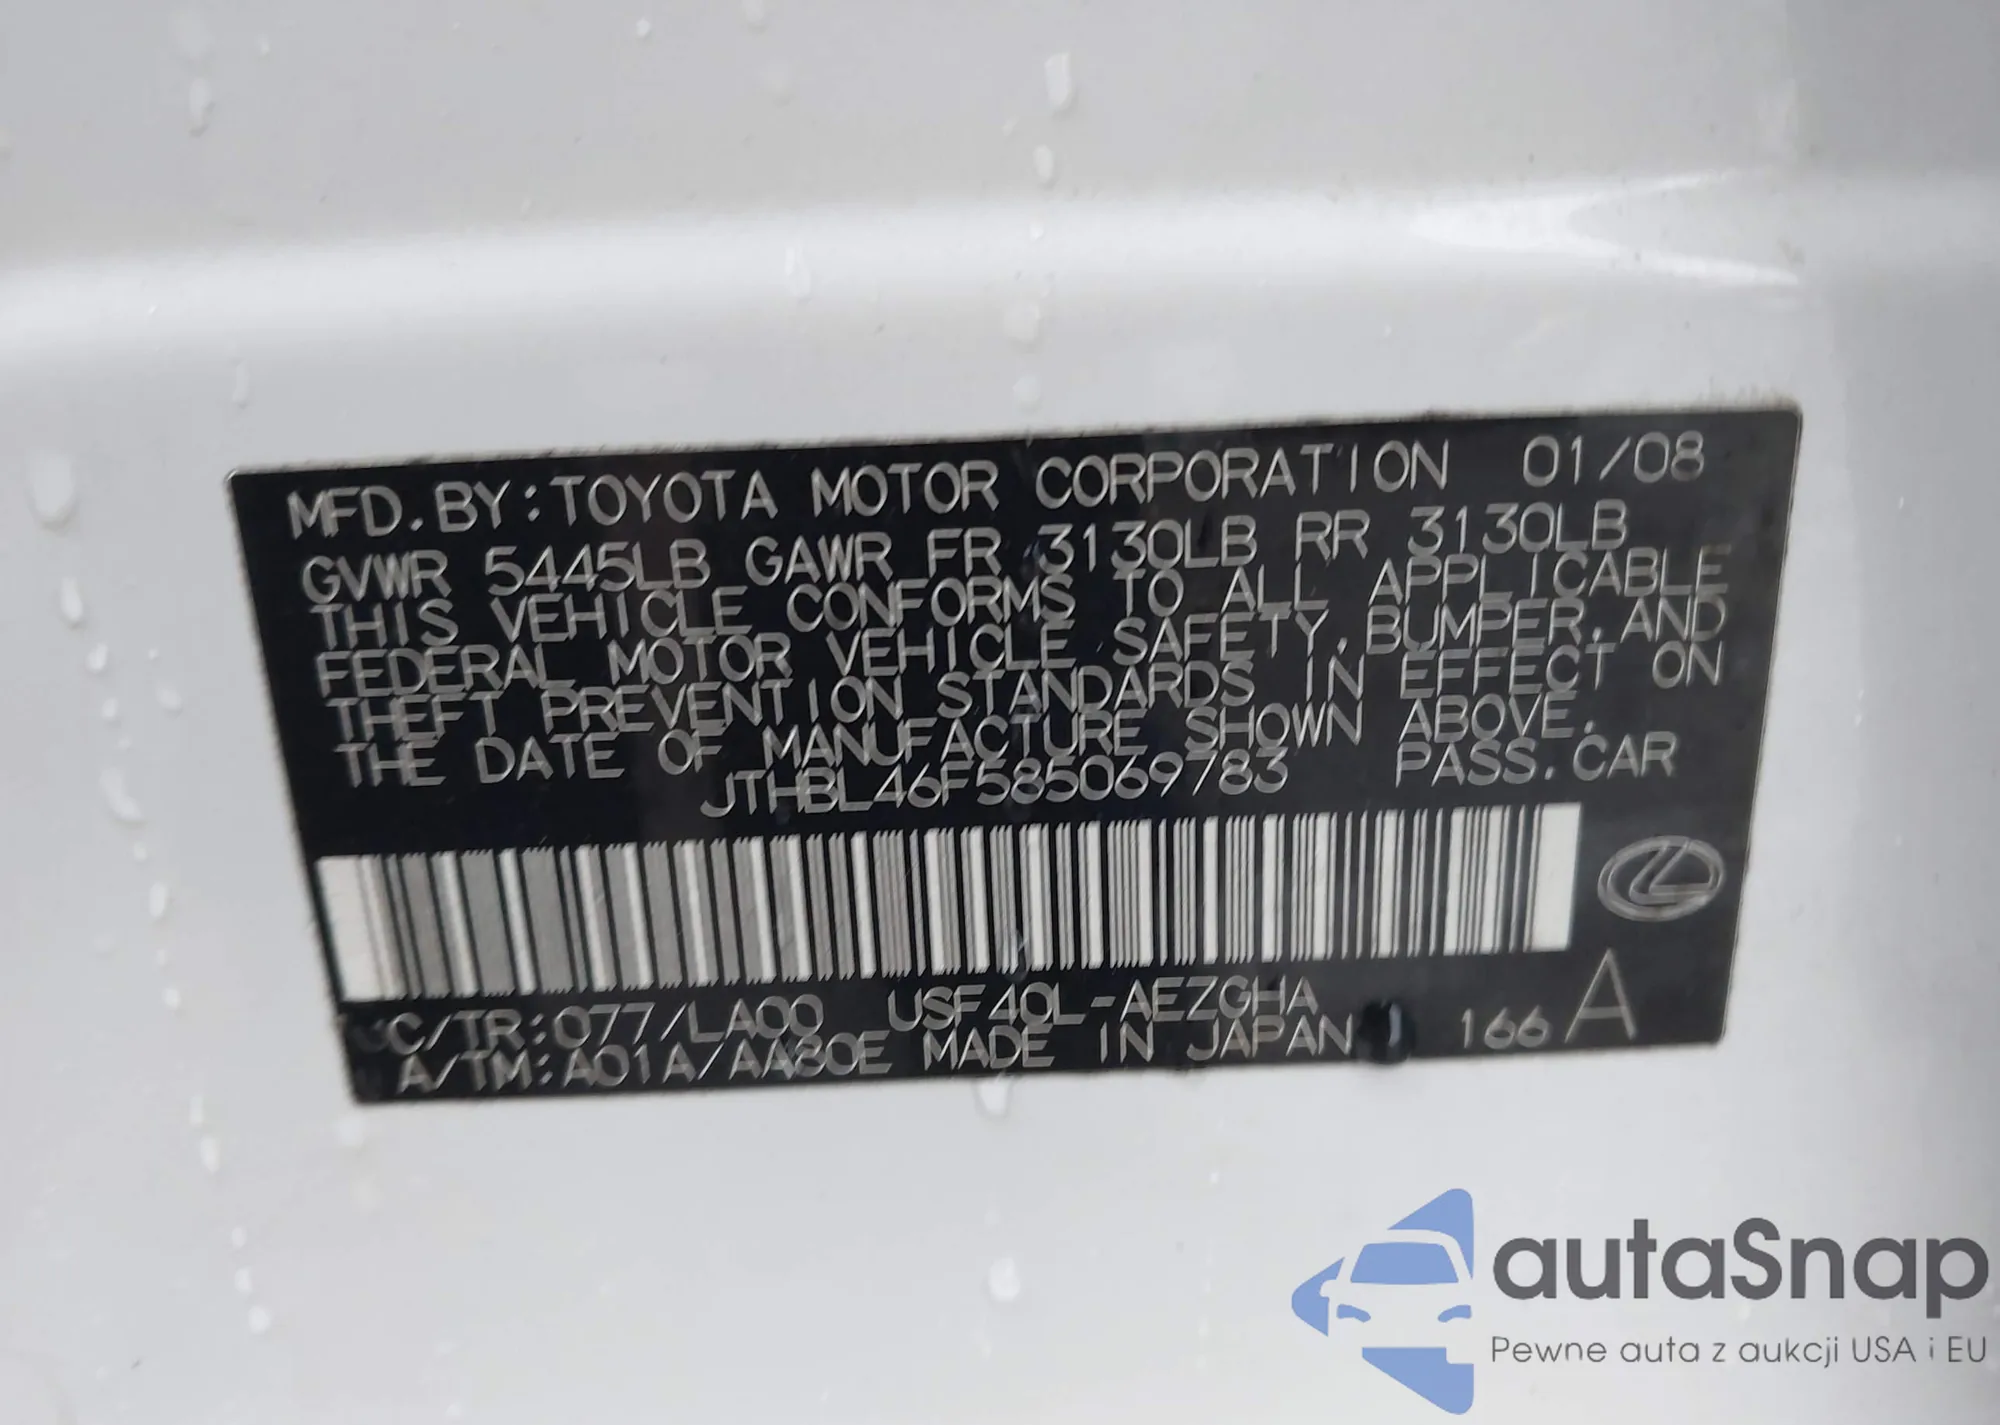 MFD.BY:TOYOTA MOTOR CORPORATION 01/08
GVWR 5445LB GAWR FR 3130LB RR 3130LB
THIS VEHICLE CONFORMS TO ALL APPLICABLE
FEDERAL MOTOR VEHICLE SAFETY,BUMPER,AND
THEFT PREVENTION STANDARDS IN EFFECT ON
THE DATE OF MANUFACTURE SHOWN ABOVE.
JTHBL46F585069783 PASS.CAR
C/TR:077/LA00 USF40L-AEZGHA
A/TM:A01A/AA80E MADE IN JAPAN 166 A
autaSnap
Pewne auta z aukcji USA i EU